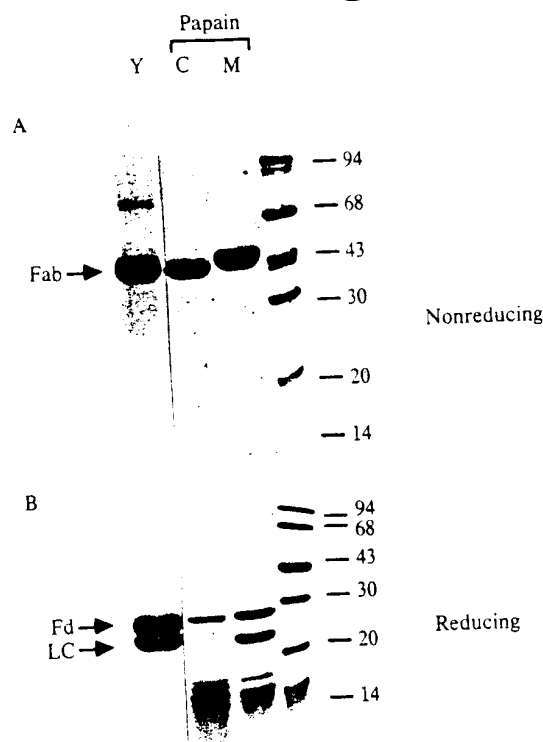 Papain
Y C M
A
94
68
Fab
43
30
Nonreducing
20
14
B
94
68
43
30
Fd
20
Reducing
LC
14